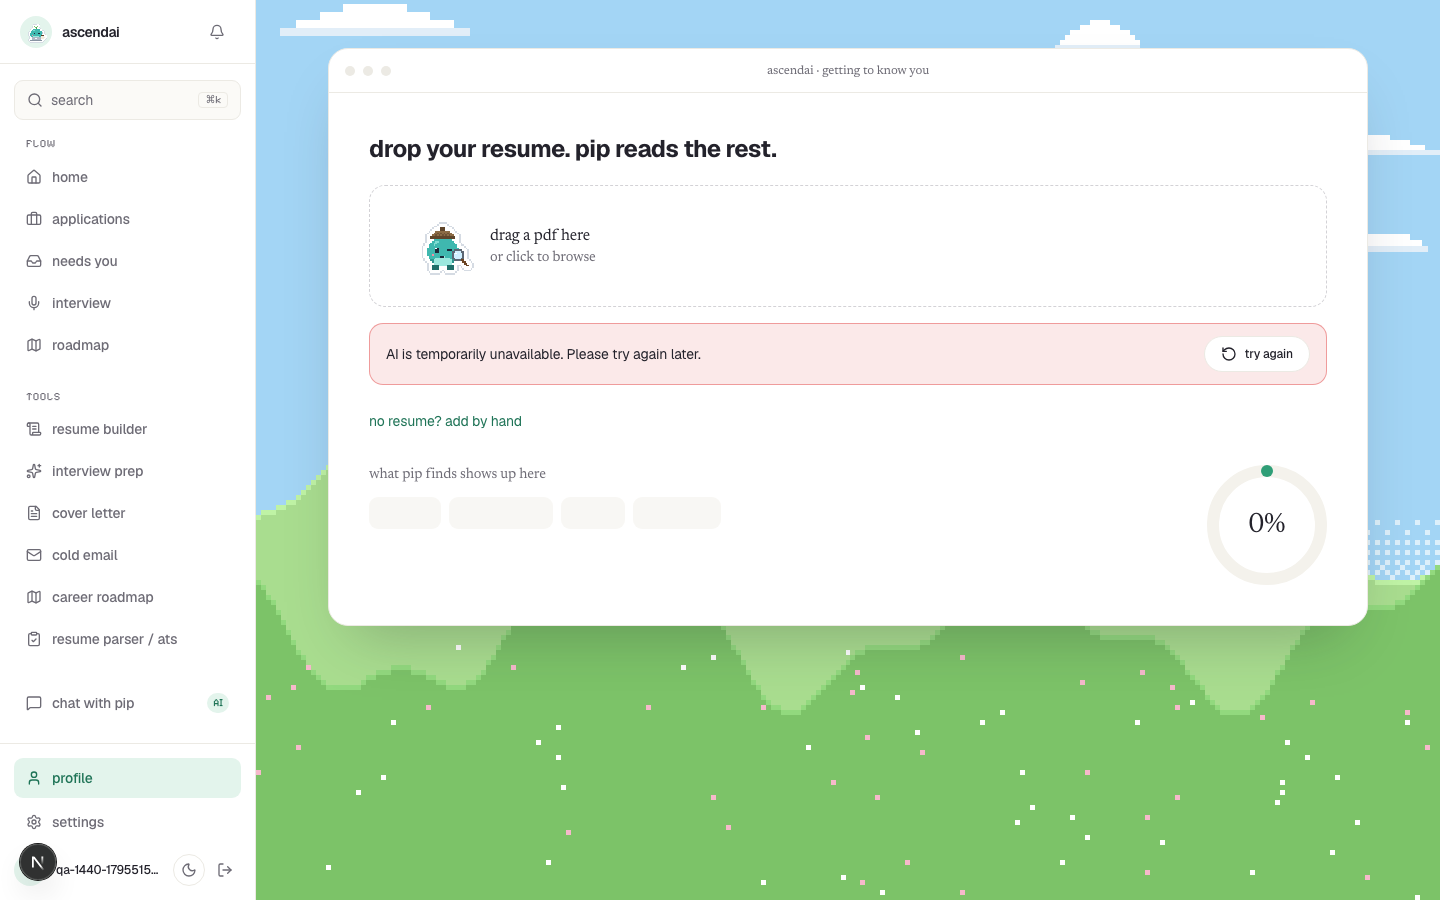 ascendai
search
⌘k
FLOW
home
applications
needs you
interview
roadmap
TOOLS
resume builder
interview prep
cover letter
cold email
career roadmap
resume parser / ats
chat with pip
AI
profile
settings
N
qa-1440-1795515...
ascendai · getting to know you
drop your resume. pip reads the rest.
drag a pdf here
or click to browse
AI is temporarily unavailable. Please try again later.
try again
no resume? add by hand
what pip finds shows up here
0%